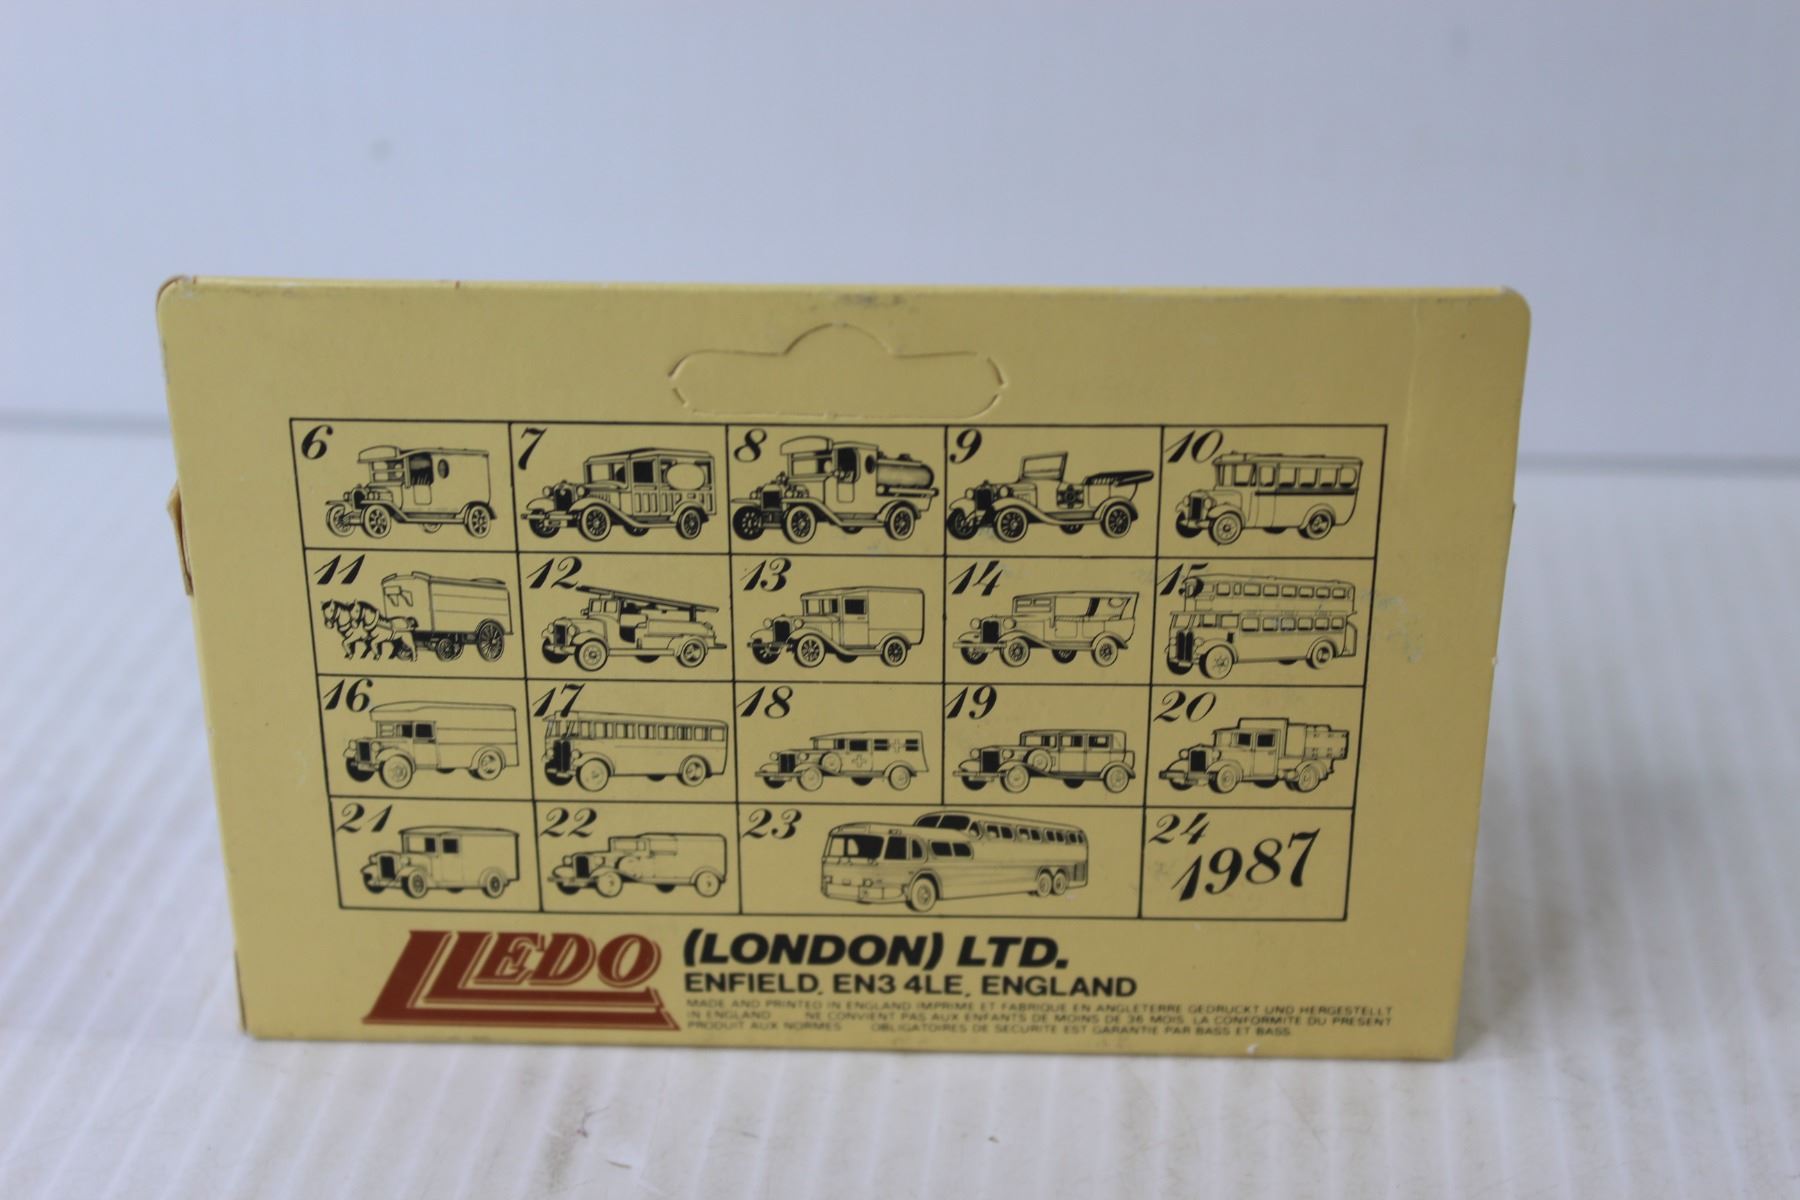 6 7 8 9 10
11 12 13 14 15
16 17 18 19 20
21 22 23 24 1987
LLEDO (LONDON) LTD.
ENFIELD, EN3 4LE, ENGLAND
MADE AND PRINTED IN ENGLAND IMPRIME ET FABRIQUE EN ANGLETERRE GEDRUCKT UND HERGESTELLT
IN ENGLAND NE CONVIENT PAS AUX ENFANTS DE MOINS DE 36 MOIS. LA CONFORMITE DU PRESENT
PRODUIT AUX NORMES OBLIGATOIRES DE SECURITE EST GARANTIE PAR BASS ET BASS